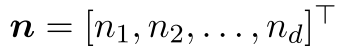 n = [n₁, n₂, . . . , n_d]^⊤